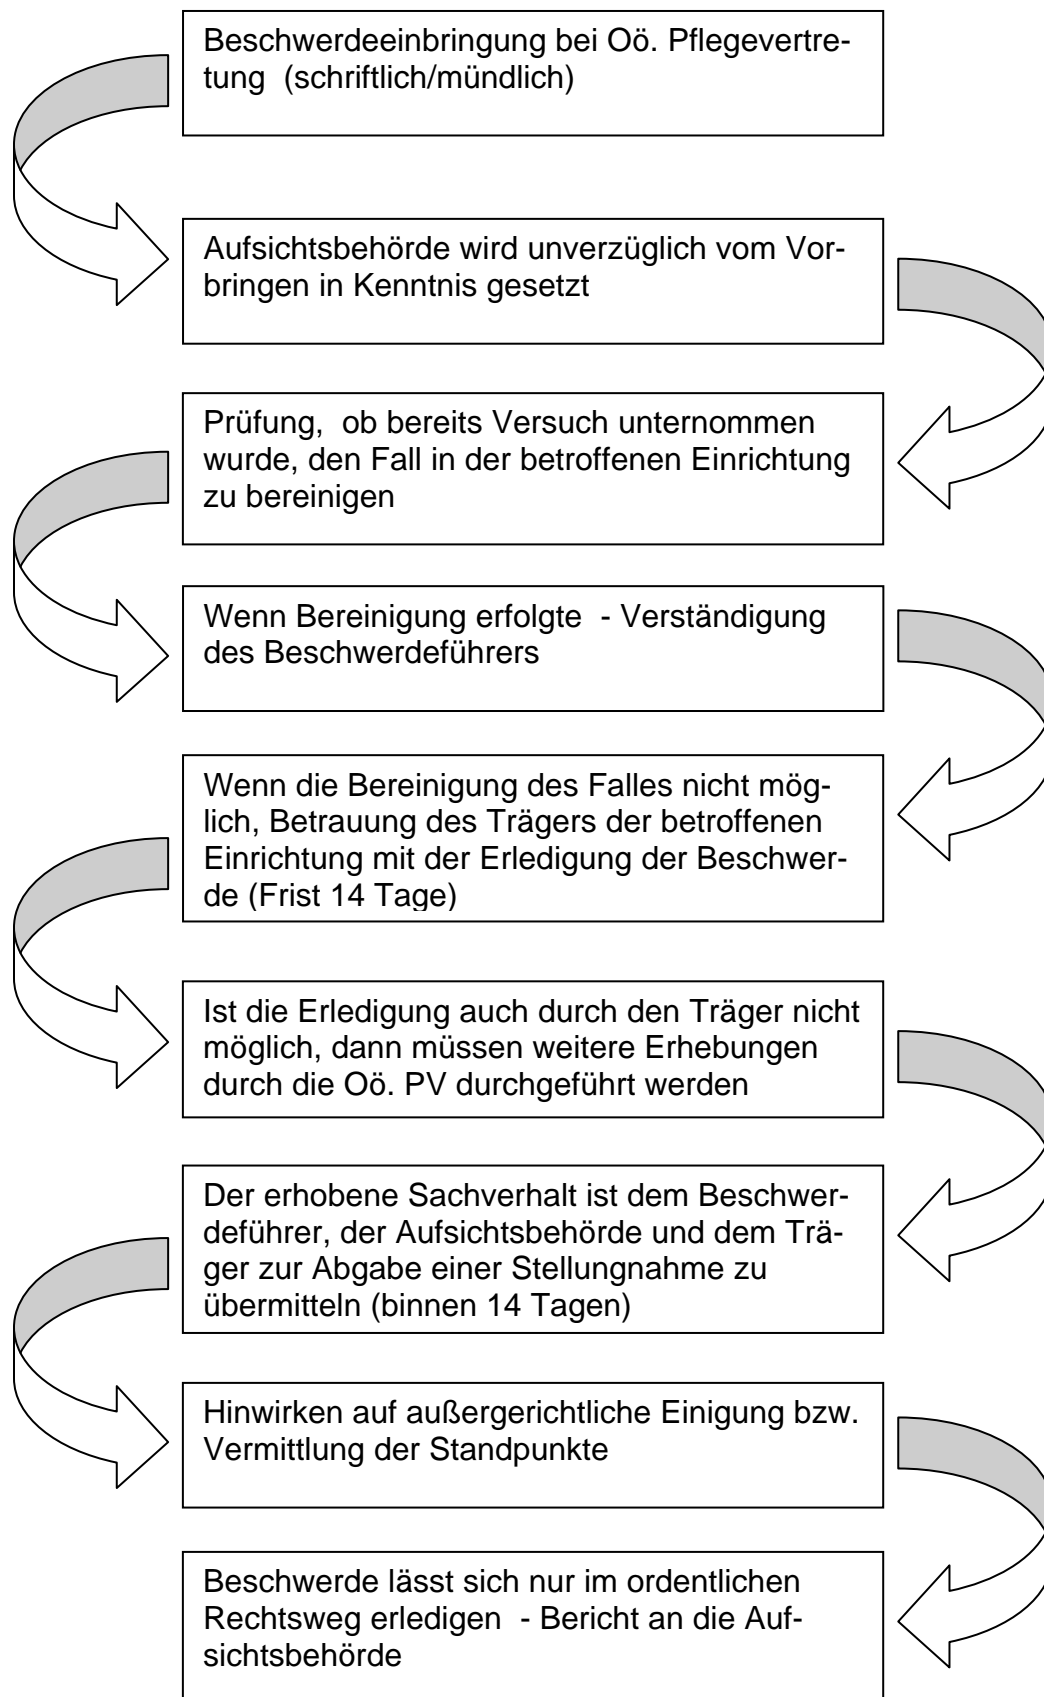 Beschwerdeeinbringung bei Oö. Pflegevertre-
tung  (schriftlich/mündlich)
Aufsichtsbehörde wird unverzüglich vom Vor-
bringen in Kenntnis gesetzt
Prüfung,  ob bereits Versuch unternommen
wurde, den Fall in der betroffenen Einrichtung
zu bereinigen
Wenn Bereinigung erfolgte  - Verständigung
des Beschwerdeführers
Wenn die Bereinigung des Falles nicht mög-
lich, Betrauung des Trägers der betroffenen
Einrichtung mit der Erledigung der Beschwer-
de (Frist 14 Tage)
Ist die Erledigung auch durch den Träger nicht
möglich, dann müssen weitere Erhebungen
durch die Oö. PV durchgeführt werden
Der erhobene Sachverhalt ist dem Beschwer-
deführer, der Aufsichtsbehörde und dem Trä-
ger zur Abgabe einer Stellungnahme zu
übermitteln (binnen 14 Tagen)
Hinwirken auf außergerichtliche Einigung bzw.
Vermittlung der Standpunkte
Beschwerde lässt sich nur im ordentlichen
Rechtsweg erledigen  - Bericht an die Auf-
sichtsbehörde